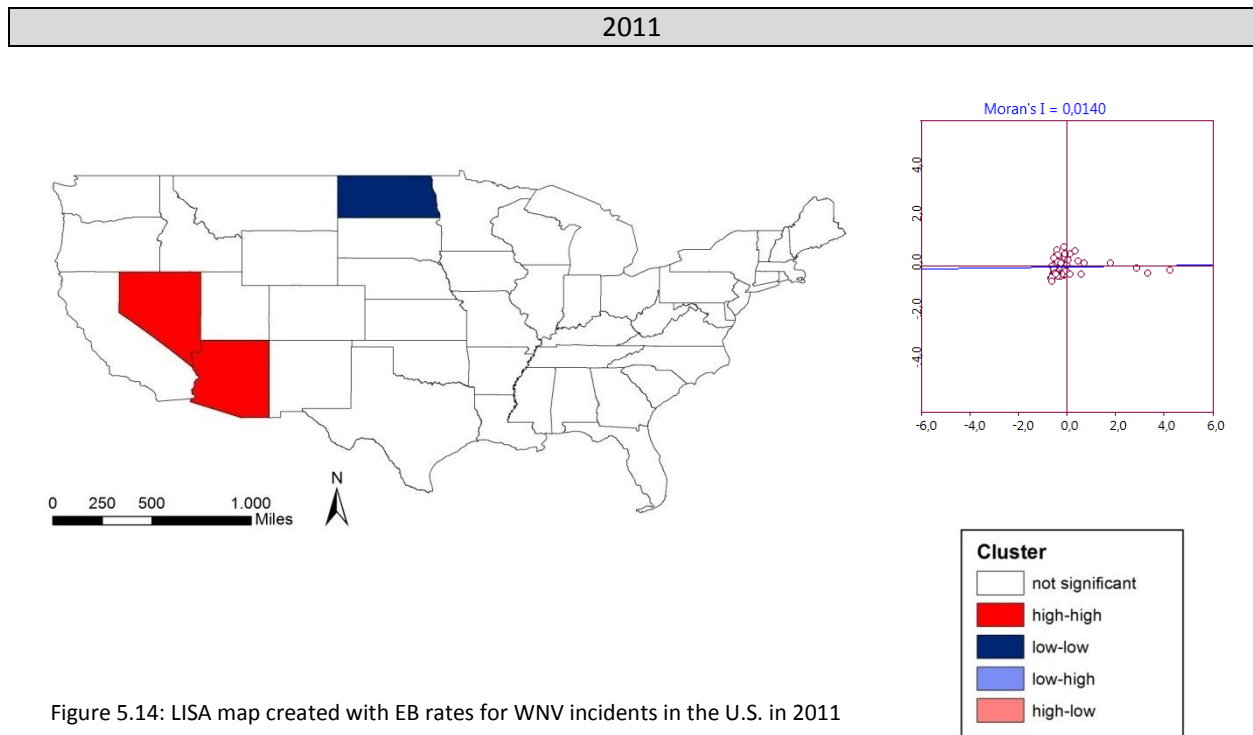 2011
Moran's I = 0,0140
4,0
2,0
0,0
-2,0
-4,0
-6,0 -4,0 -2,0 0,0 2,0 4,0 6,0
N
0 250 500 1.000
Miles
Cluster
not significant
high-high
low-low
low-high
high-low
Figure 5.14: LISA map created with EB rates for WNV incidents in the U.S. in 2011